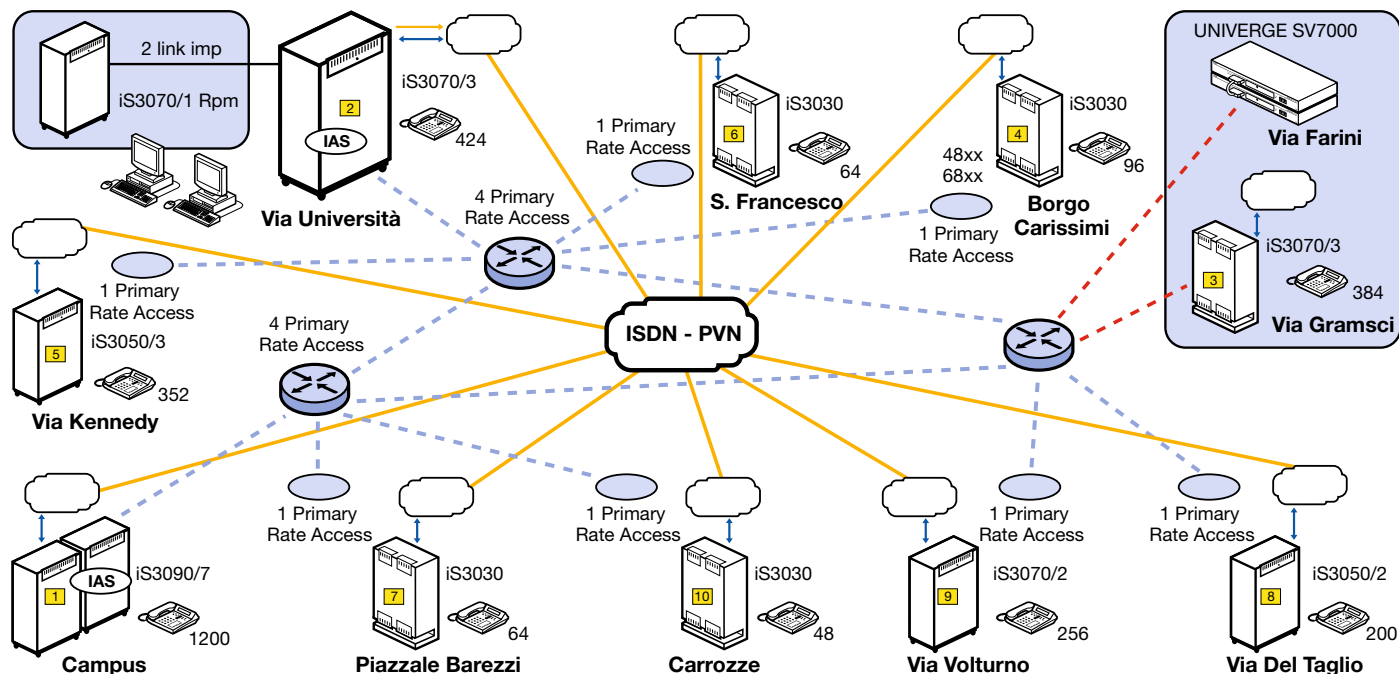 UNIVERGE SV7000
2 link imp
iS3070/1 Rpm
iS3070/3
2
IAS
424
Via Università
1 Primary
Rate Access
iS3030
6
64
S. Francesco
iS3030
4
96
48xx
68xx
Borgo
Carissimi
1 Primary
Rate Access
Via Farini
iS3070/3
3
384
Via Gramsci
4 Primary
Rate Access
1 Primary
Rate Access
iS3050/3
5
352
Via Kennedy
4 Primary
Rate Access
ISDN - PVN
1
IAS
iS3090/7
1200
Campus
1 Primary
Rate Access
iS3030
7
64
Piazzale Barezzi
1 Primary
Rate Access
iS3030
10
48
Carrozze
iS3070/2
9
256
Via Volturno
1 Primary
Rate Access
1 Primary
Rate Access
iS3050/2
8
200
Via Del Taglio